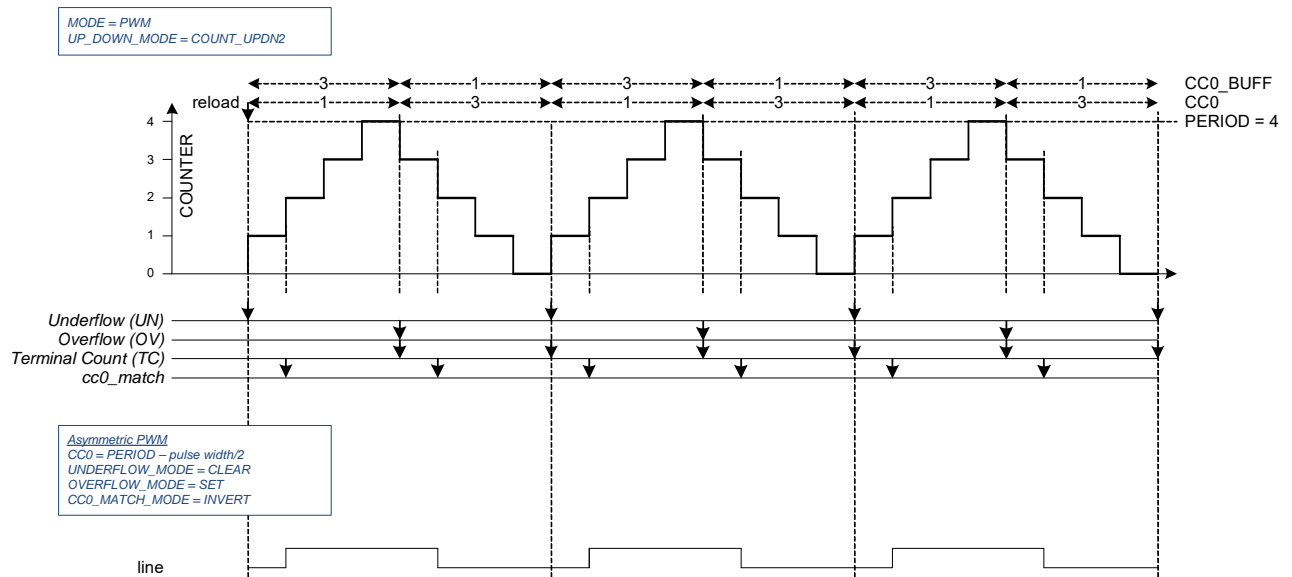 MODE = PWM
UP_DOWN_MODE = COUNT_UPDN2
3 1 3 1 3 1 CC0_BUFF
reload 1 3 1 3 1 3 CC0
4 PERIOD = 4
3
2
1
0
COUNTER
Underflow (UN)
Overflow (OV)
Terminal Count (TC)
cc0_match
Asymmetric PWM
CC0 = PERIOD – pulse width/2
UNDERFLOW_MODE = CLEAR
OVERFLOW_MODE = SET
CC0_MATCH_MODE = INVERT
line